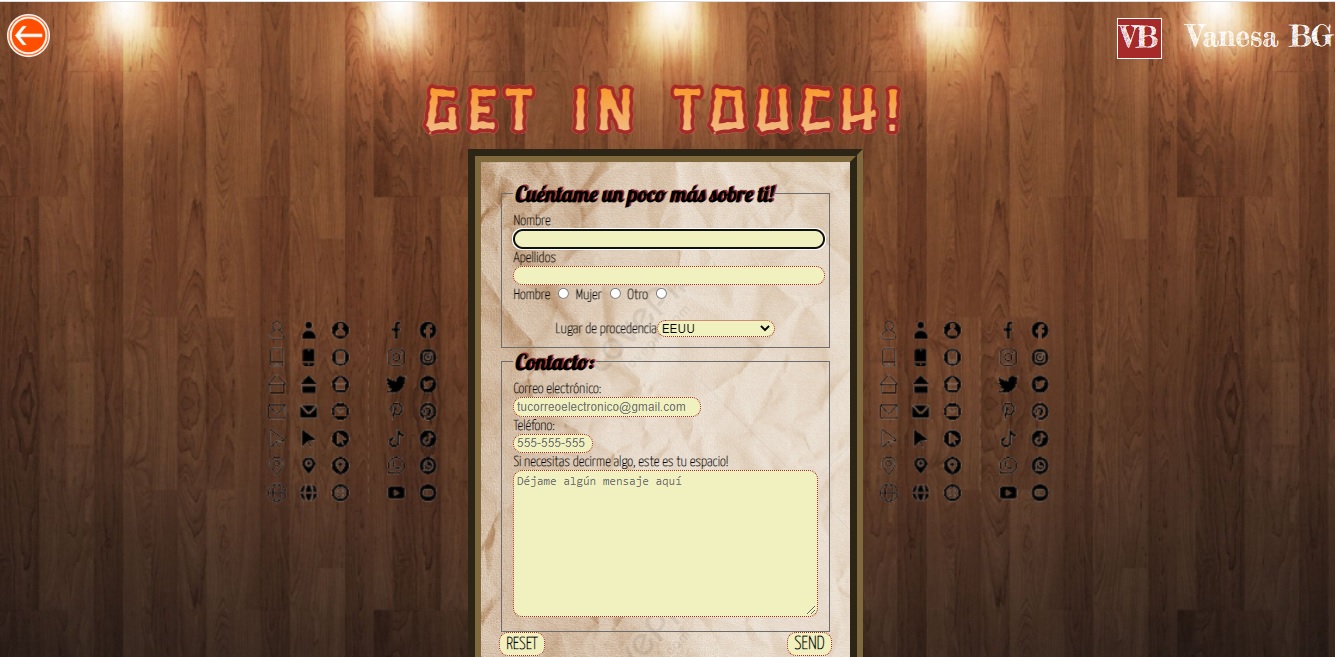 VB Vanesa BG
GET IN TOUCH!
Cuéntame un poco más sobre ti!
Nombre
Apellidos
Hombre Mujer Otro
Lugar de procedencia EEUU
Contacto:
Correo electrónico:
tucorreoelectronico@gmail.com
Teléfono:
555-555-555
Si necesitas decirme algo, este es tu espacio!
Déjame algún mensaje aquí
RESET SEND